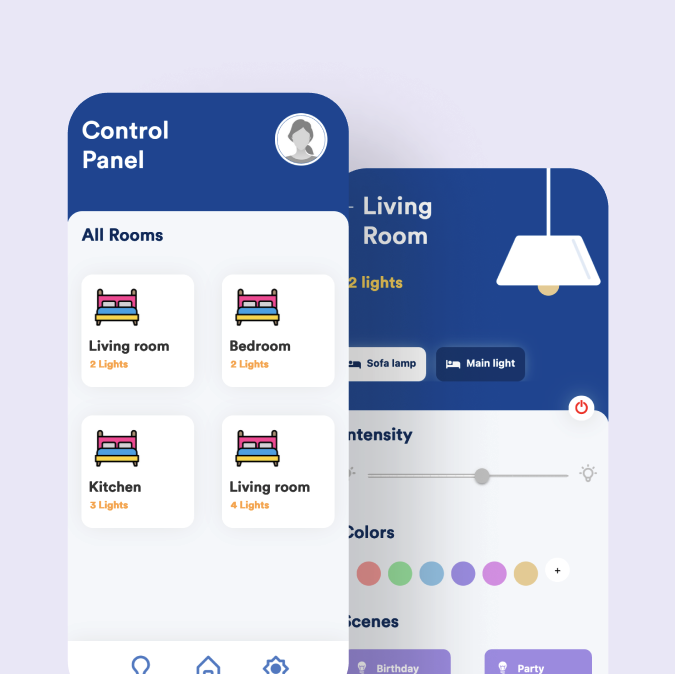 Control
Panel
All Rooms
Living room
2 Lights
Bedroom
2 Lights
Kitchen
3 Lights
Living room
4 Lights
Living
Room
2 lights
Sofa lamp
Main light
ntensity
Colors
+
Scenes
Birthday
Party